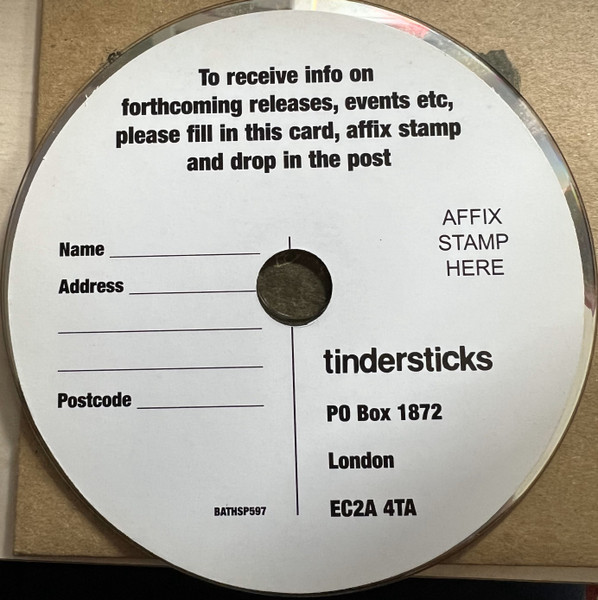 To receive info on
forthcoming releases, events etc,
please fill in this card, affix stamp
and drop in the post
AFFIX
STAMP
HERE
Name
Address
Postcode
tindersticks
PO Box 1872
London
EC2A 4TA
BATHSP597